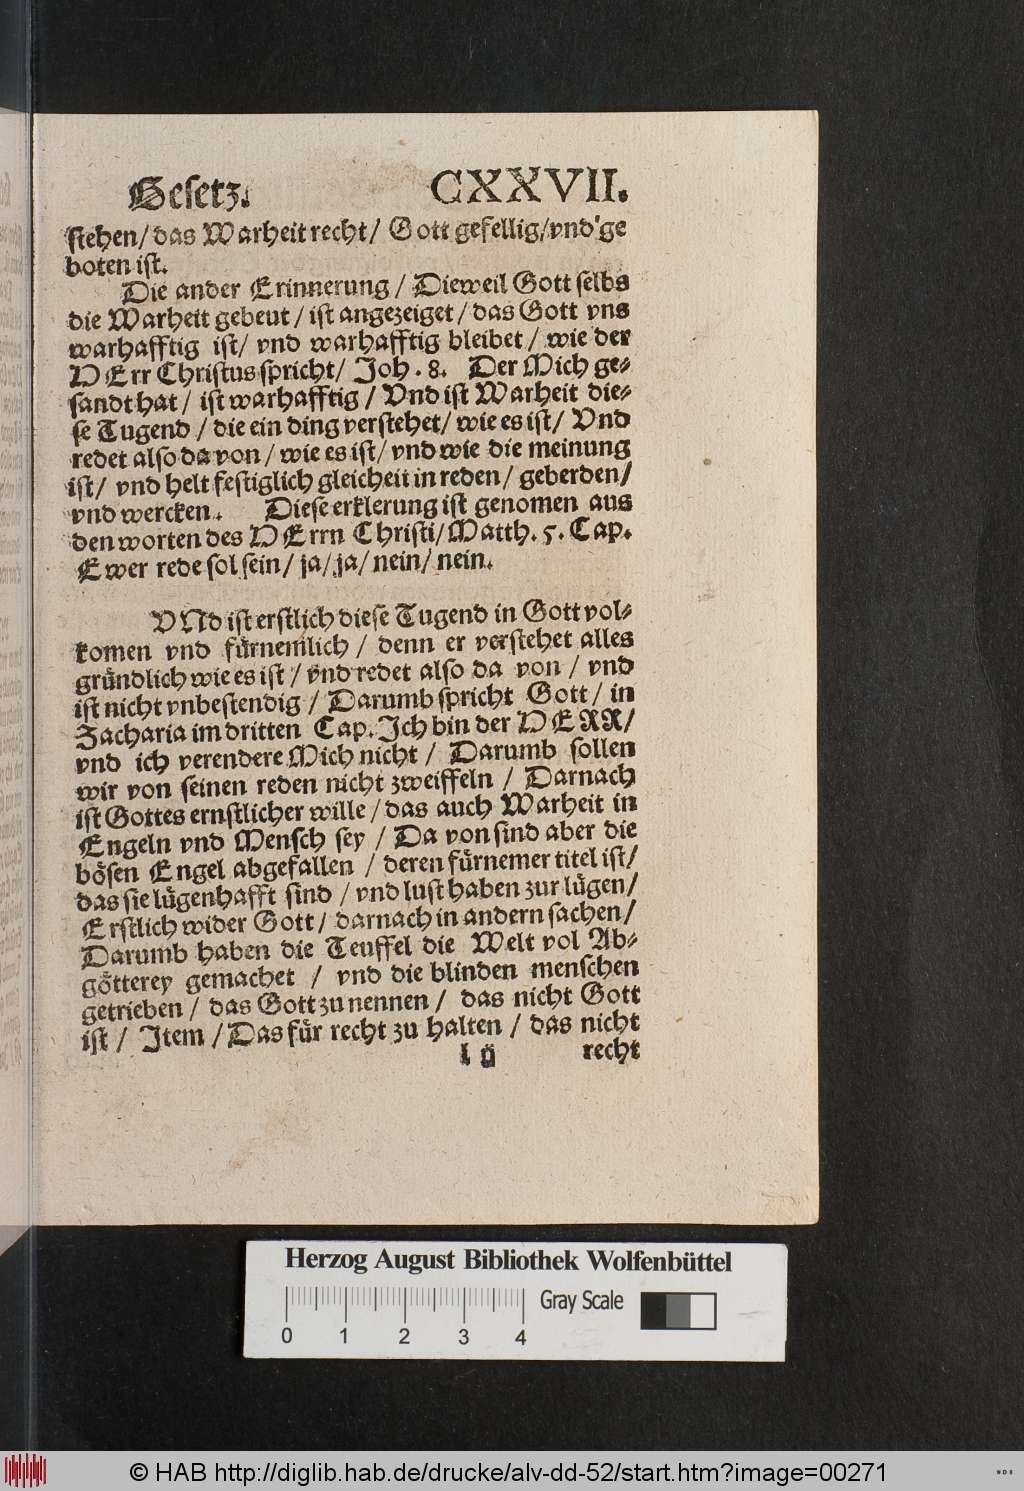 Gesetz. CXXVII.
stehen/ das Warheit recht/ Gott gefellig/ vnd ge
boten ist.
Die ander Erinnerung / Dieweil Gott selbs
die Warheit gebeut / ist angezeiget / das Gott vns
warhafftig ist/ vnd warhafftig bleibet / wie der
HErr Christus spricht/ Joh. 8. Der Mich ge-
sandt hat / ist warhafftig / Vnd ist Warheit die-
se Tugend / die ein ding verstehet/ wie es ist/ Vnd
redet also da von / wie es ist/ vnd wie die meinung
ist/ vnd helt festiglich gleicheit in reden / geberden/
vnd wercken. Diese erklerung ist genomen aus
den worten des HErrn Christi/ Matth. 5. Cap.
Ewer rede sol sein/ ja/ ja/ nein/ nein.
VNd ist erstlich diese Tugend in Gott vol-
komen vnd fürnemlich / denn er verstehet alles
gründlich wie es ist / vnd redet also da von / vnd
ist nicht vnbestendig / Darumb spricht Gott / in
Zacharia im dritten Cap. Ich bin der HERR/
vnd ich verendere Mich nicht / Darumb sollen
wir von seinen reden nicht zweiffeln / Darnach
ist Gottes ernstlicher wille / das auch Warheit in
Engeln vnd Mensch sey / Da von sind aber die
bösen Engel abgefallen / deren fürnemer titel ist/
das sie lügenhafft sind / vnd lust haben zur lügen/
Erstlich wider Gott / darnach in andern sachen/
Darumb haben die Teuffel die Welt vol Ab-
götterey gemachet / vnd die blinden menschen
getrieben / das Gott zu nennen / das nicht Gott
ist / Item / Das für recht zu halten / das nicht
l ij recht
Herzog August Bibliothek Wolfenbüttel
Gray Scale
0 1 2 3 4
© HAB http://diglib.hab.de/drucke/alv-dd-52/start.htm?image=00271